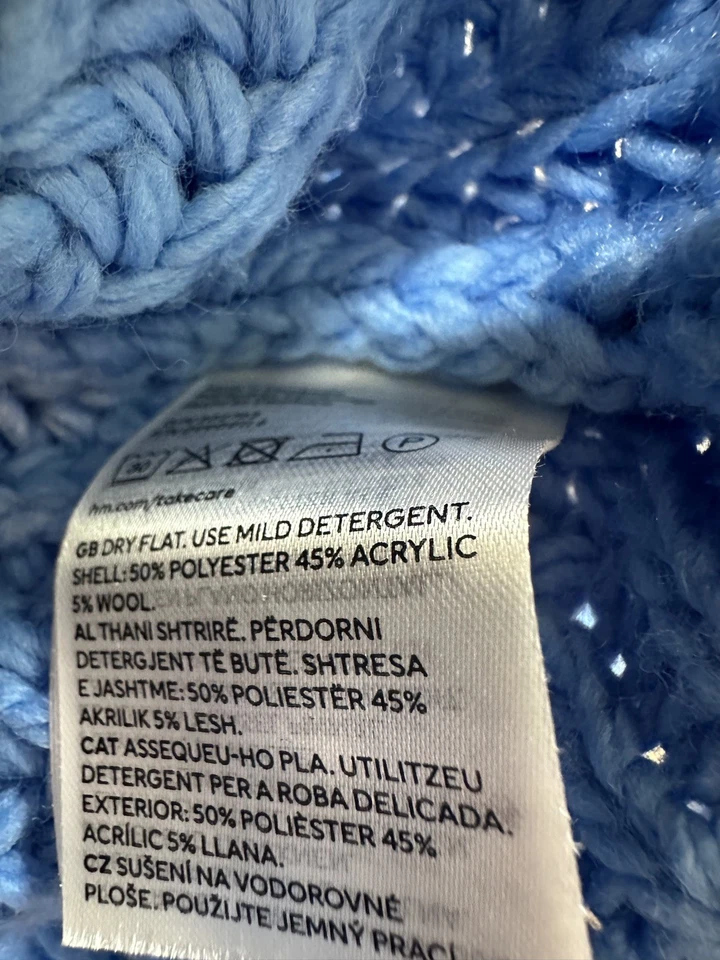 30
P
hm.com/takecare
GB DRY FLAT. USE MILD DETERGENT.
SHELL: 50% POLYESTER 45% ACRYLIC
5% WOOL.
AL THANI SHTRIRË. PËRDORNI
DETERGJENT TË BUTË. SHTRESA
E JASHTME: 50% POLIESTËR 45%
AKRILIK 5% LESH.
CAT ASSEQUEU-HO PLA. UTILITZEU
DETERGENT PER A ROBA DELICADA.
EXTERIOR: 50% POLIÈSTER 45%
ACRÍLIC 5% LLANA.
CZ SUŠENÍ NA VODOROVNÉ
PLOŠE. POUŽIJTE JEMNÝ PRACÍ